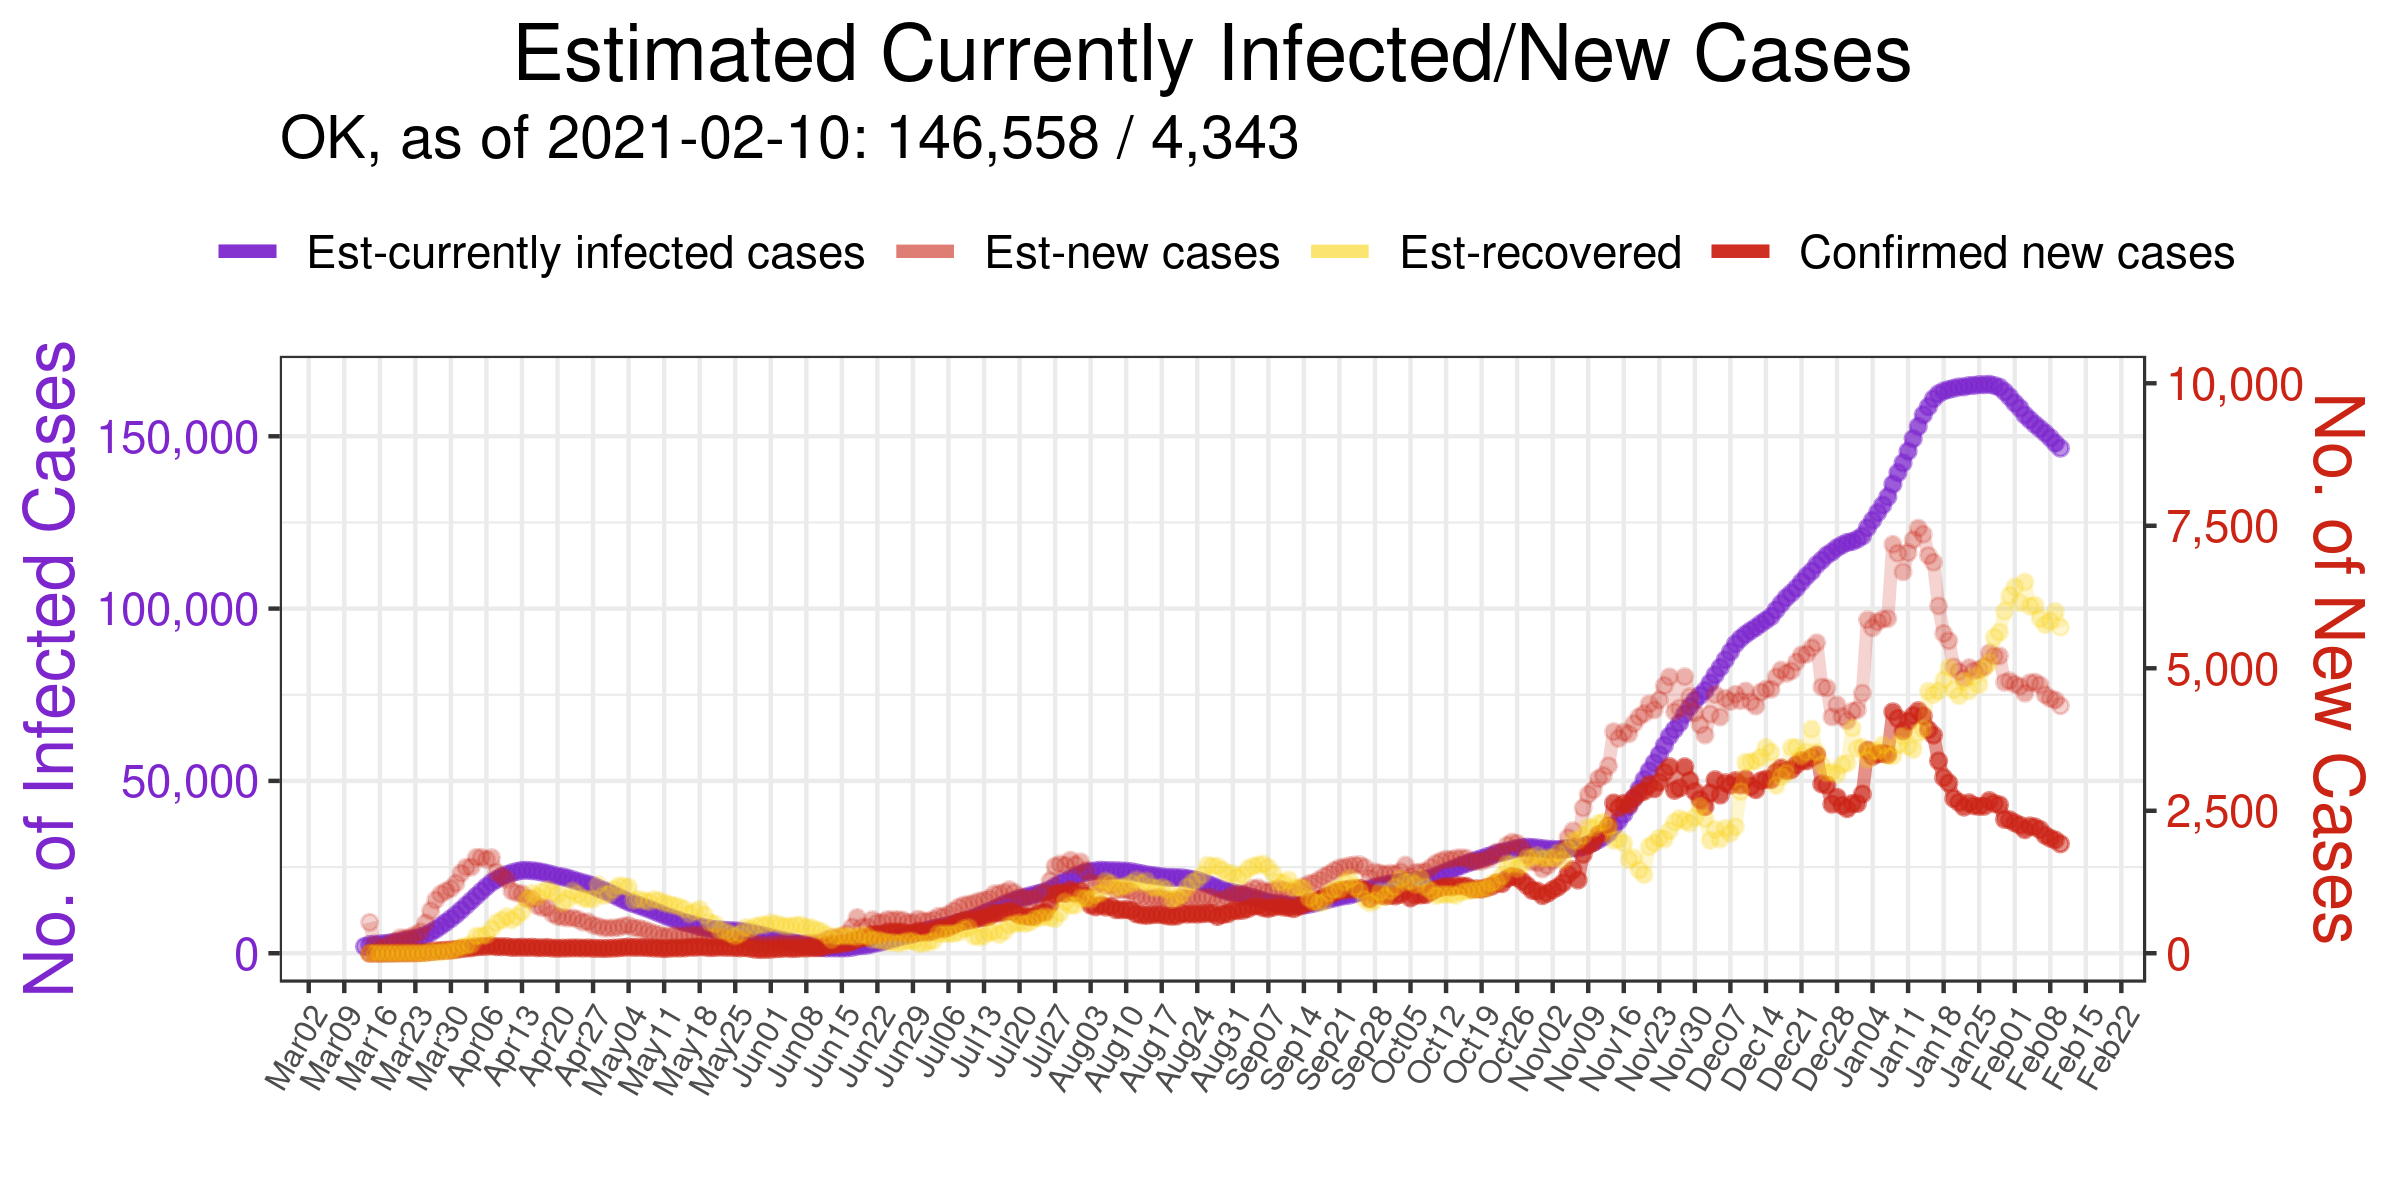 Estimated Currently Infected/New Cases
OK, as of 2021-02-10: 146,558 / 4,343
Est-currently infected cases Est-new cases Est-recovered Confirmed new cases
No. of Infected Cases
150,000
100,000
50,000
0
10,000
7,500
5,000
2,500
0
No. of New Cases
Mar02 Mar09 Mar16 Mar23 Mar30 Apr06 Apr13 Apr20 Apr27 May04 May11 May18 May25 Jun01 Jun08 Jun15 Jun22 Jun29 Jul06 Jul13 Jul20 Jul27 Aug03 Aug10 Aug17 Aug24 Aug31 Sep07 Sep14 Sep21 Sep28 Oct05 Oct12 Oct19 Oct26 Nov02 Nov09 Nov16 Nov23 Nov30 Dec07 Dec14 Dec21 Dec28 Jan04 Jan11 Jan18 Jan25 Feb01 Feb08 Feb15 Feb22